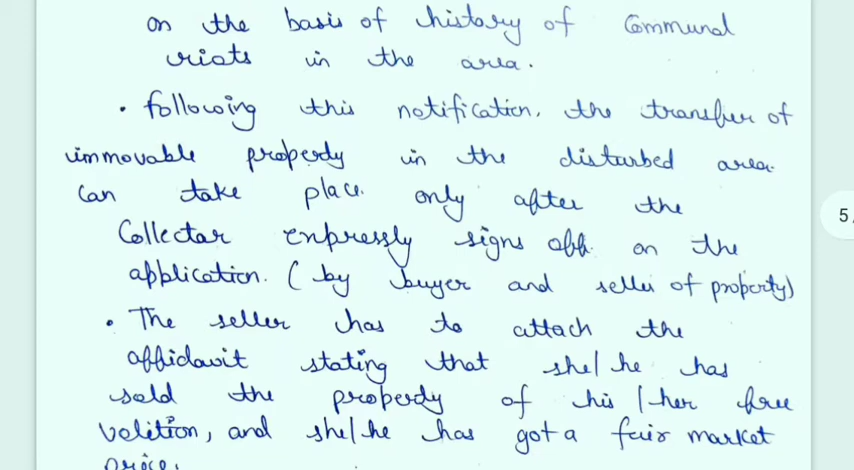 on the basis of history of Communal
riots in the area.
• following this notification, the transfer of
immovable property in the disturbed area
can take place only after the
Collector expressly signs off on the
application. (by buyer and seller of property)
• The seller has to attach the
affidavit stating that she/he has
sold the property of his/her free
volition, and she/he has got a fair market
price.
5